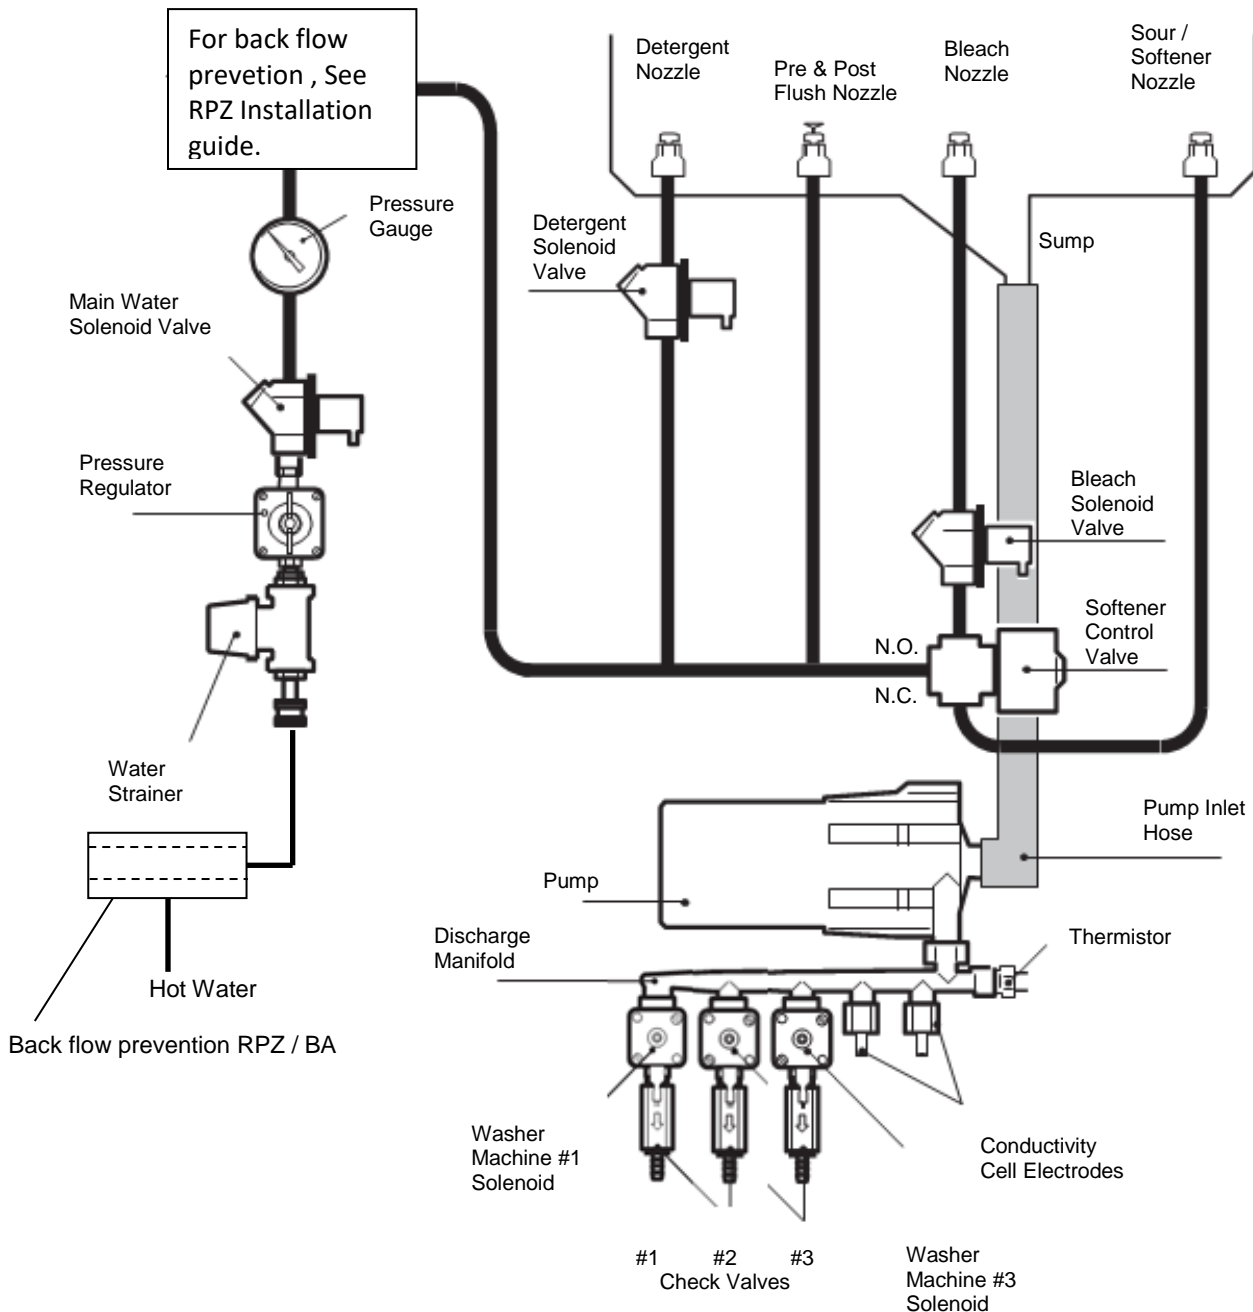 For back flow
prevetion , See
RPZ Installation
guide.
Detergent
Nozzle
Pre & Post
Flush Nozzle
Bleach
Nozzle
Sour /
Softener
Nozzle
Pressure
Gauge
Detergent
Solenoid
Valve
Sump
Main Water
Solenoid Valve
Pressure
Regulator
Bleach
Solenoid
Valve
Softener
Control
Valve
N.O.
N.C.
Water
Strainer
Pump Inlet
Hose
Pump
Discharge
Manifold
Thermistor
Hot Water
Back flow prevention RPZ / BA
Washer
Machine #1
Solenoid
Conductivity
Cell Electrodes
#1 #2 #3
Check Valves
Washer
Machine #3
Solenoid